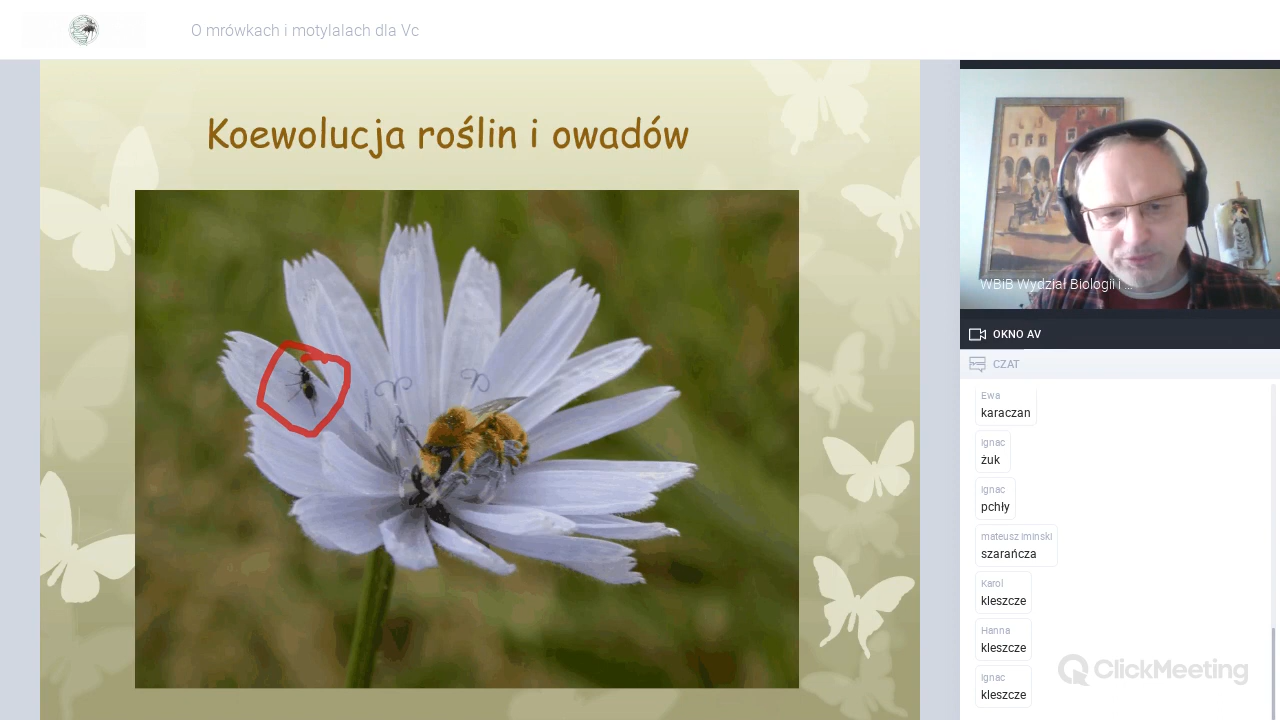 O mrówkach i motylalach dla Vc
Koewolucja roślin i owadów
WBiB Wydział Biologii i ...
OKNO AV
CZAT
Ewa
karaczan
ignac
żuk
ignac
pchły
mateusz iminski
szarańcza
Karol
kleszcze
Hanna
kleszcze
ignac
kleszcze
ClickMeeting